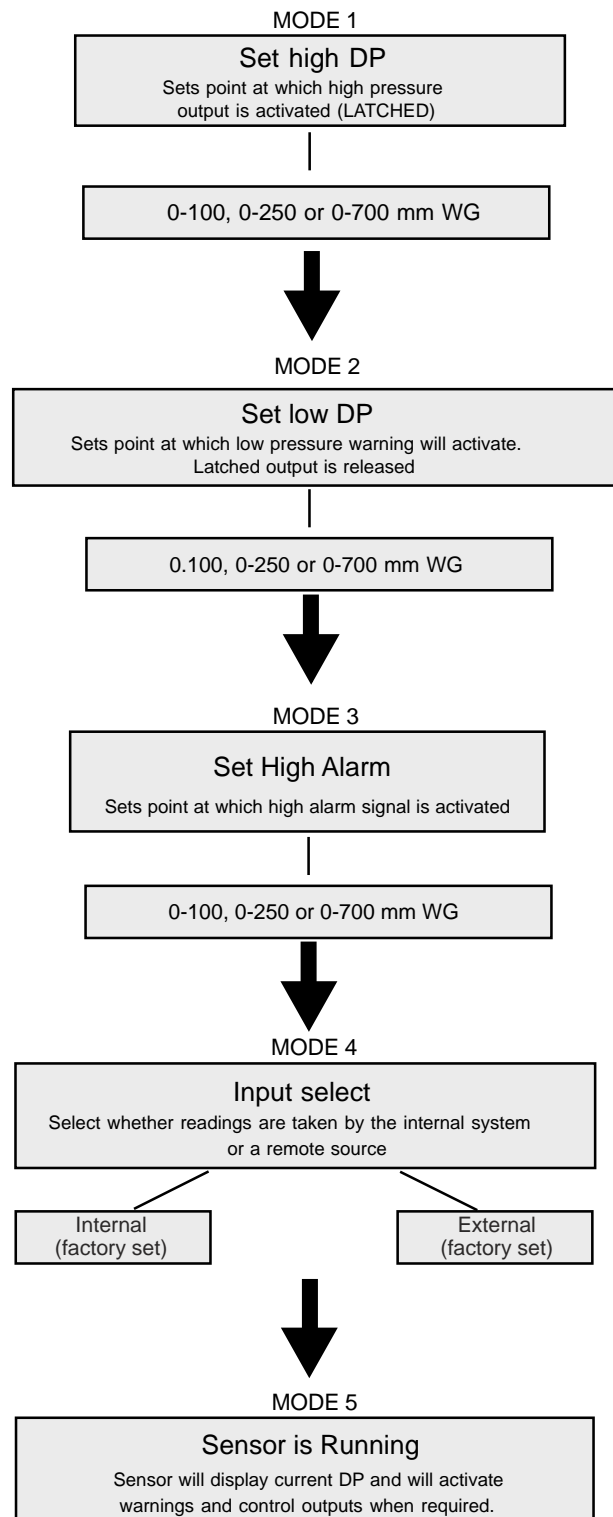 MODE 1
Set high DP
Sets point at which high pressure
output is activated (LATCHED)
0-100, 0-250 or 0-700 mm WG
MODE 2
Set low DP
Sets point at which low pressure warning will activate.
Latched output is released
0.100, 0-250 or 0-700 mm WG
MODE 3
Set High Alarm
Sets point at which high alarm signal is activated
0-100, 0-250 or 0-700 mm WG
MODE 4
Input select
Select whether readings are taken by the internal system
or a remote source
Internal
(factory set)
External
(factory set)
MODE 5
Sensor is Running
Sensor will display current DP and will activate
warnings and control outputs when required.